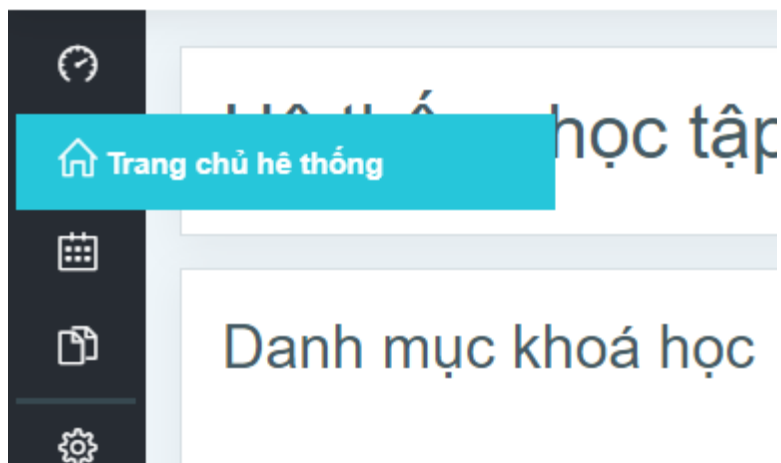 học tập
Trang chủ hê thống
Danh mục khoá học